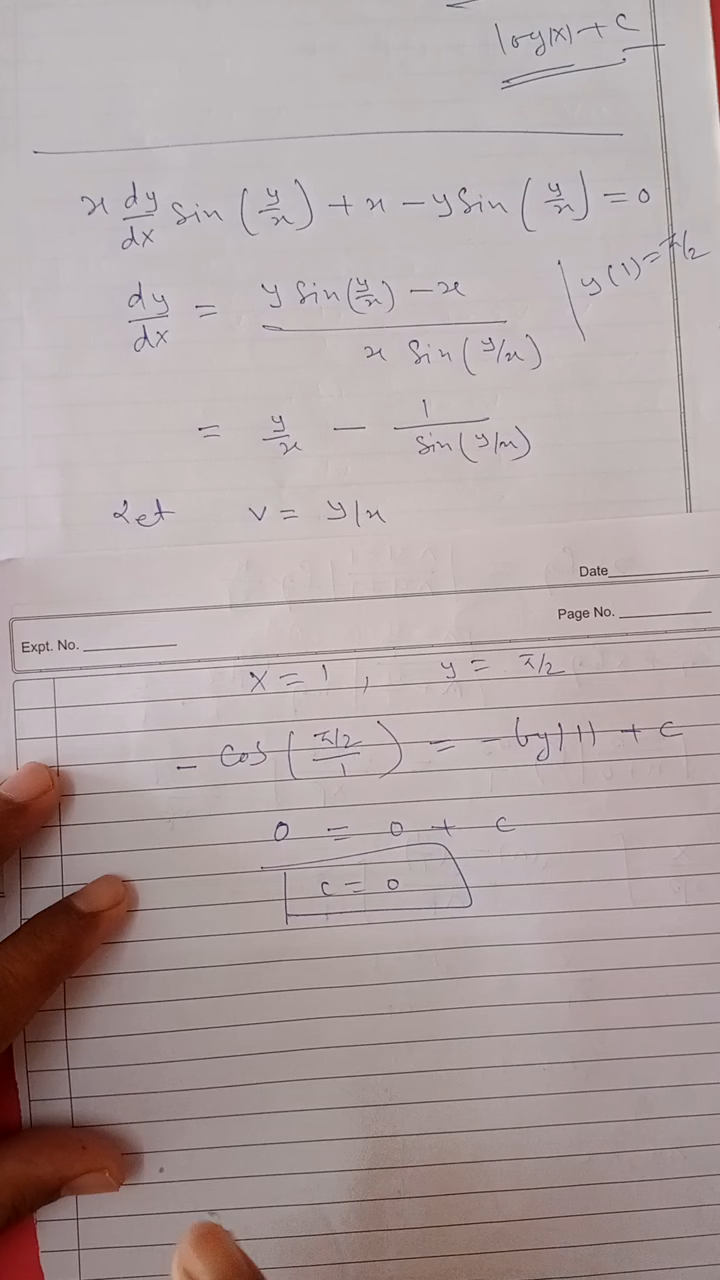 log|x| + c
x dy/dx sin (y/x) + x - y sin (y/x) = 0
dy/dx = y sin(y/x) - x / x sin(y/x) | y(1) = π/2
= y/x - 1/sin(y/x)
Let v = y/x
Date
Page No.
Expt. No.
x = 1 , y = π/2
- cos (π/2 / 1) = - log|1| + c
0 = 0 + c
c = 0